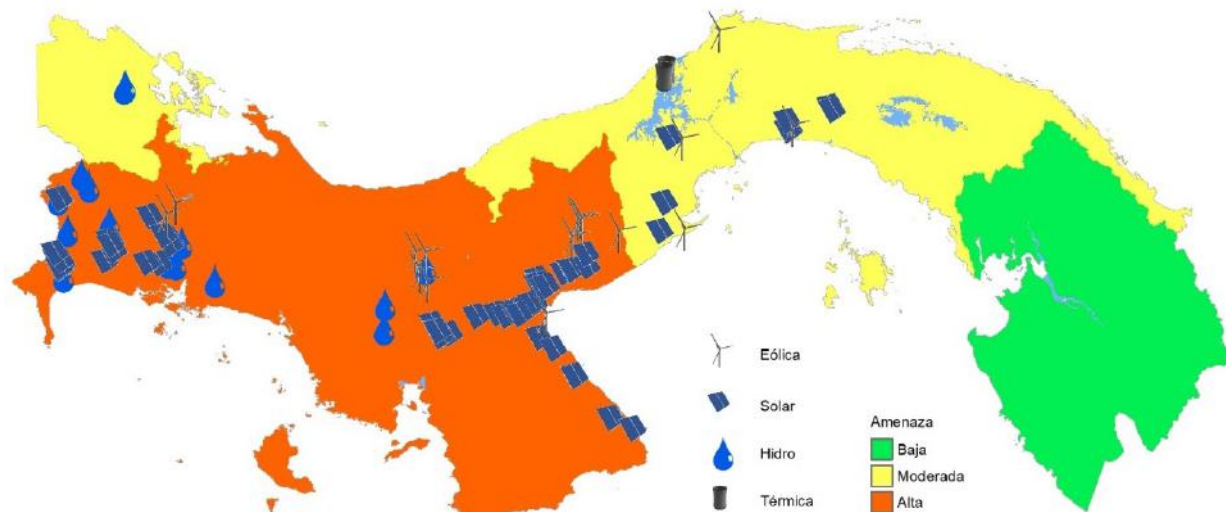 Eólica
Solar
Hidro
Térmica
Amenaza
Baja
Moderada
Alta